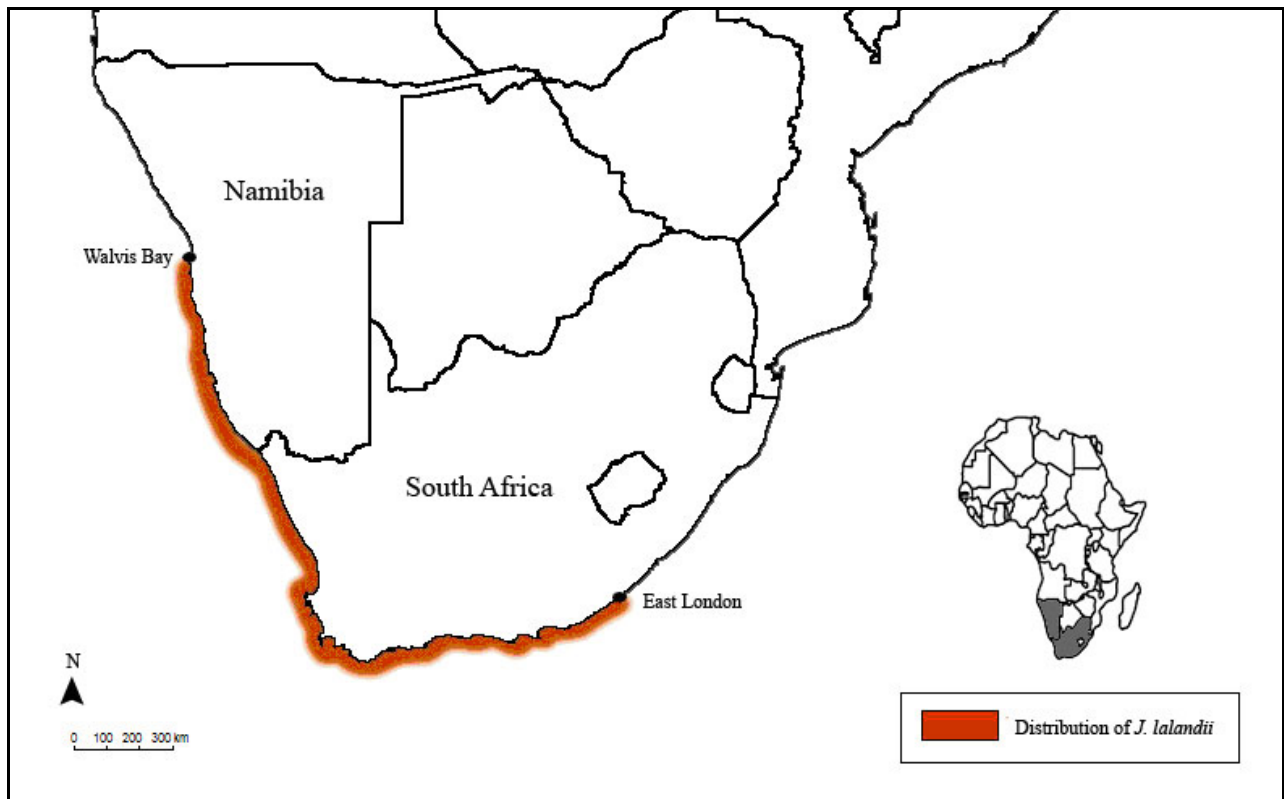 Namibia
Walvis Bay
South Africa
East London
N
0 100 200 300 km
Distribution of J. lalandii